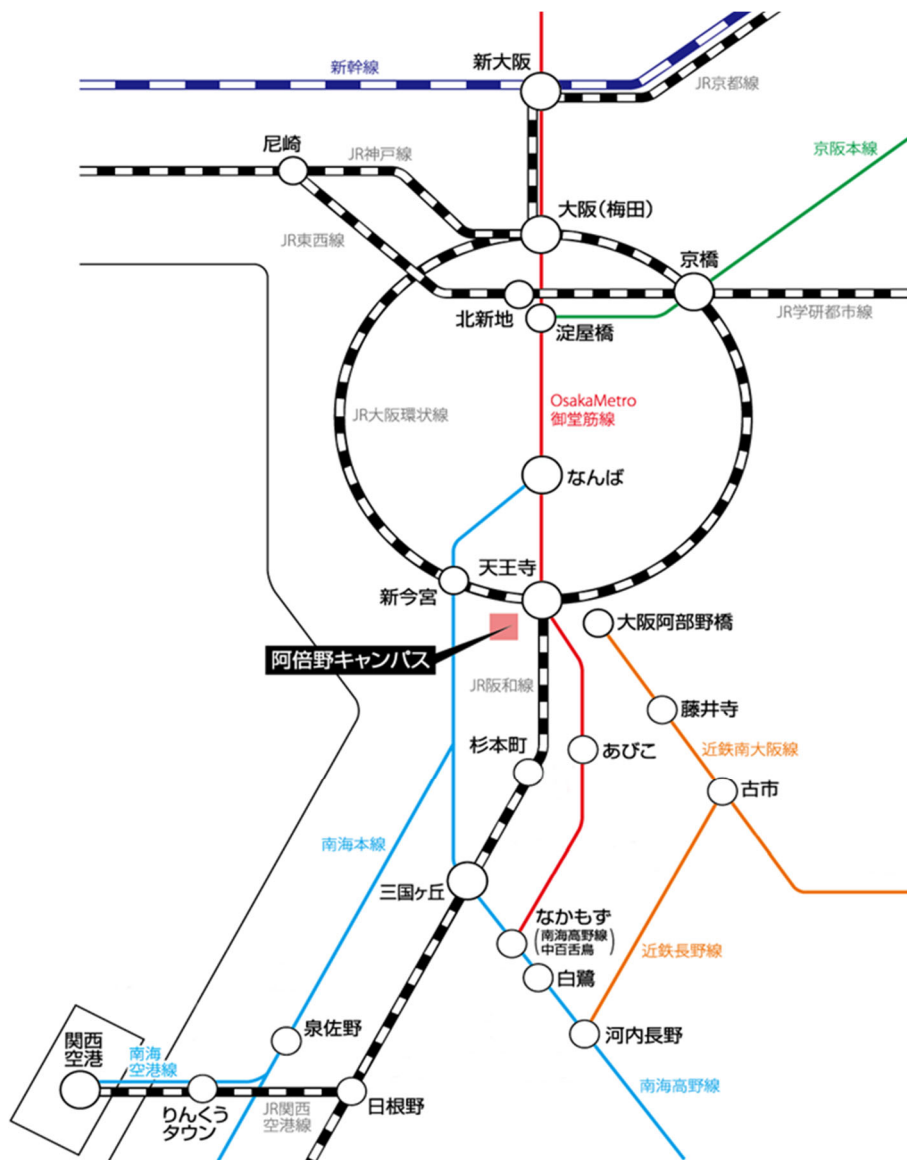 新大阪
新幹線
JR京都線
尼崎
JR神戸線
京阪本線
大阪(梅田)
JR東西線
京橋
北新地
淀屋橋
JR学研都市線
JR大阪環状線
OsakaMetro
御堂筋線
なんば
天王寺
新今宮
大阪阿部野橋
阿倍野キャンパス
JR阪和線
藤井寺
杉本町
あびこ
近鉄南大阪線
古市
南海本線
三国ヶ丘
なかもず
(南海高野線
中百舌鳥)
白鷺
近鉄長野線
泉佐野
河内長野
関西
空港
南海
空港線
南海高野線
りんくう
タウン
JR関西
空港線
日根野